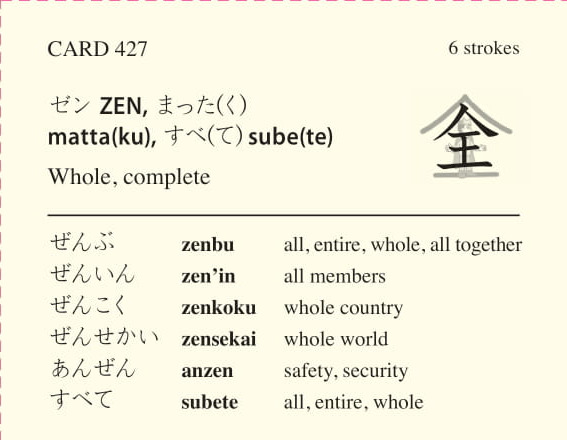 CARD 427 6 strokes
ゼン ZEN, まった(く)
matta(ku), すべ(て) sube(te)
全
Whole, complete
ぜんぶ zenbu all, entire, whole, all together
ぜんいん zen’in all members
ぜんこく zenkoku whole country
ぜんせかい zensekai whole world
あんぜん anzen safety, security
すべて subete all, entire, whole